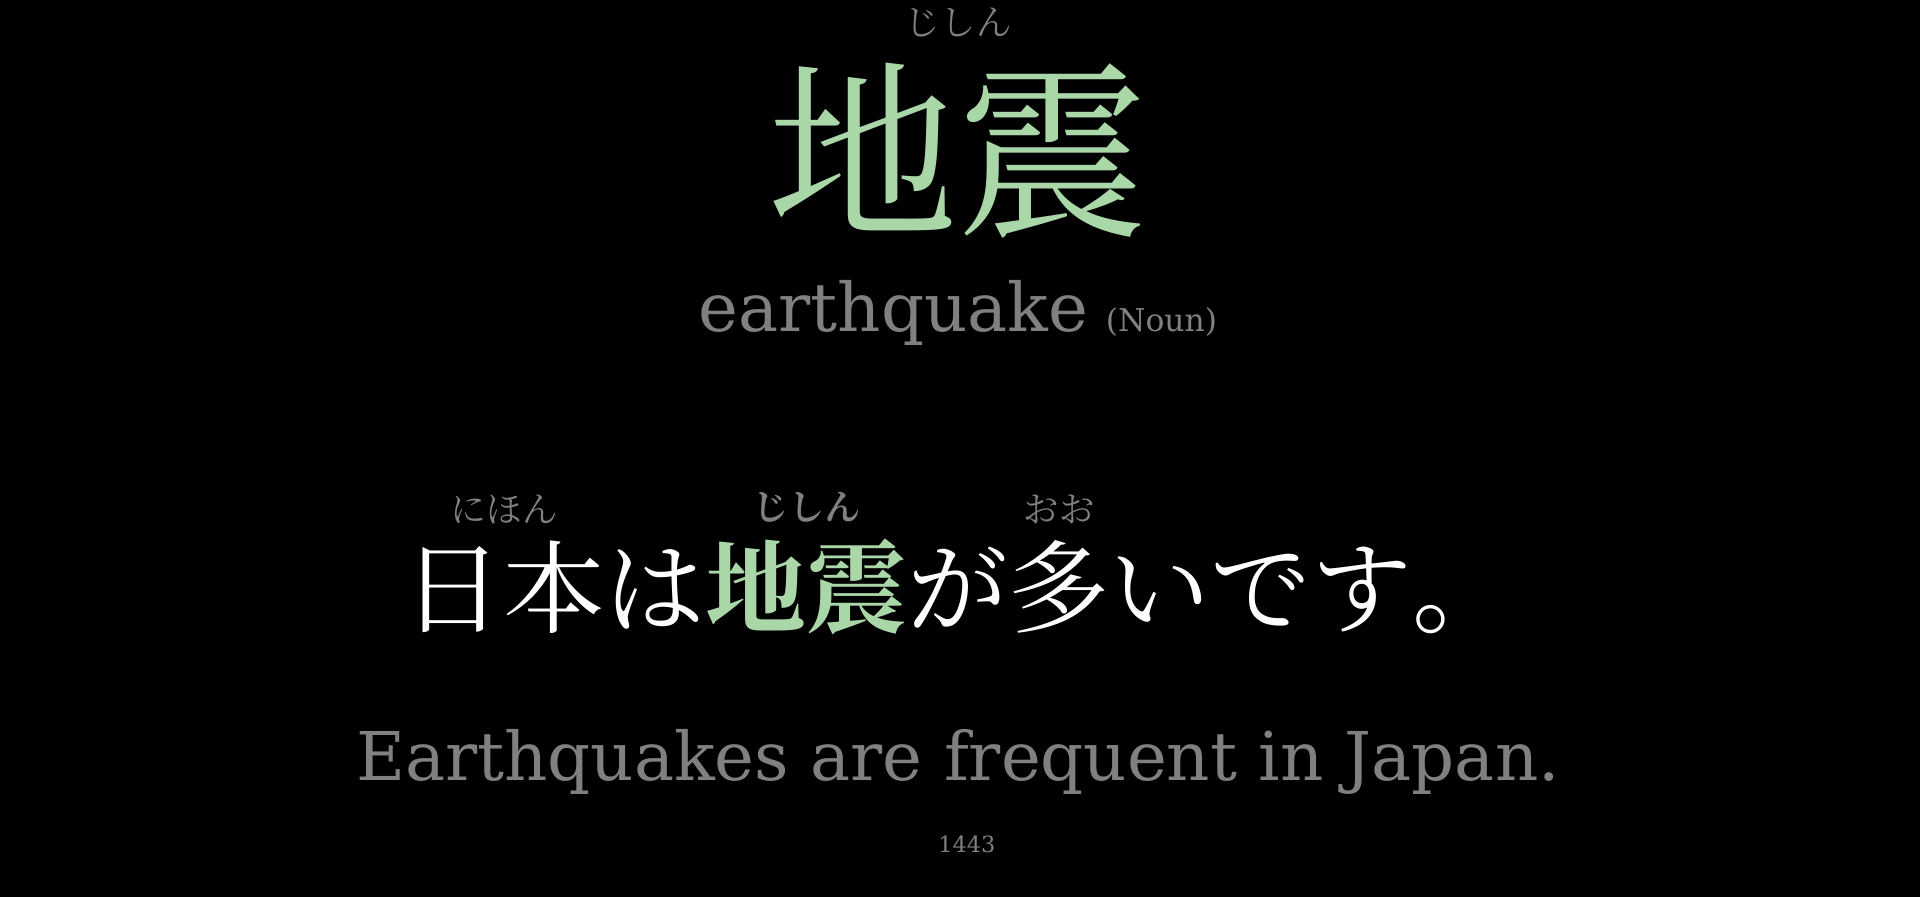 じしん
地震
earthquake (Noun)
にほん じしん おお
日本は地震が多いです。
Earthquakes are frequent in Japan.
1443